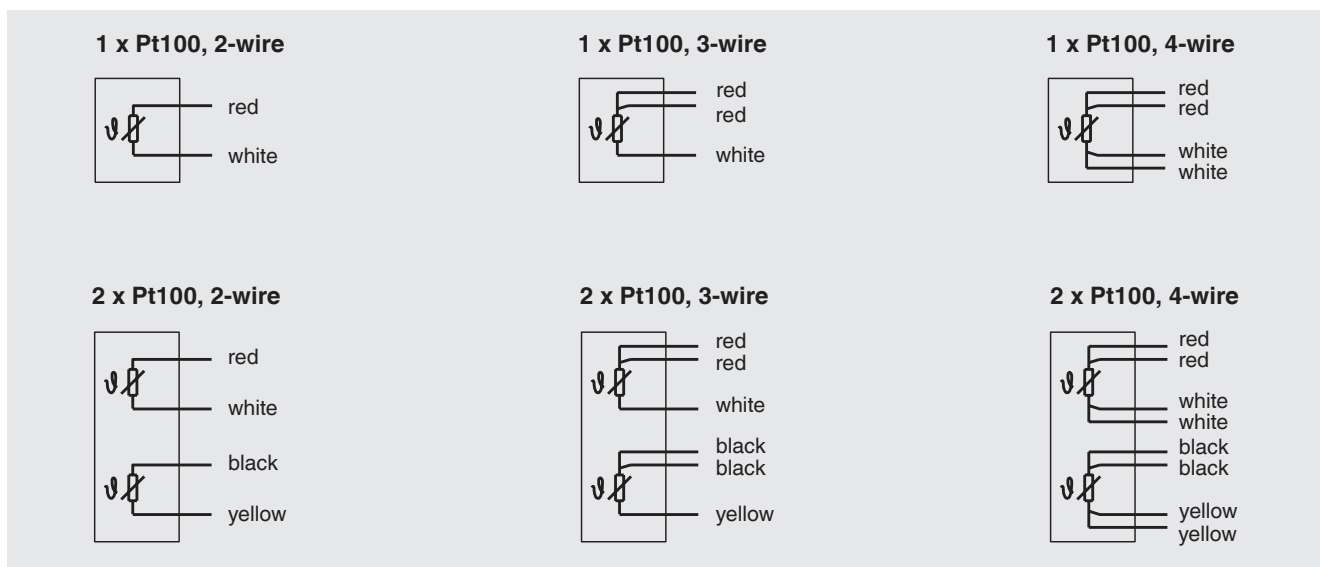 1 x Pt100, 2-wire
ϑ
red
white
1 x Pt100, 3-wire
ϑ
red
red
white
1 x Pt100, 4-wire
ϑ
red
red
white
white
2 x Pt100, 2-wire
ϑ
red
white
ϑ
black
yellow
2 x Pt100, 3-wire
ϑ
red
red
white
ϑ
black
black
yellow
2 x Pt100, 4-wire
ϑ
red
red
white
white
ϑ
black
black
yellow
yellow